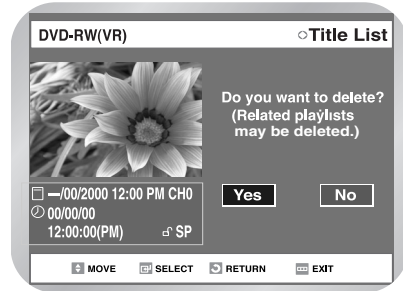 DVD-RW(VR) Title List
Do you want to delete?
(Related playlısts
may be deleted.)
Yes No
—/00/2000 12:00 PM CH0
00/00/00
12:00:00(PM) SP
MOVE SELECT RETURN EXIT